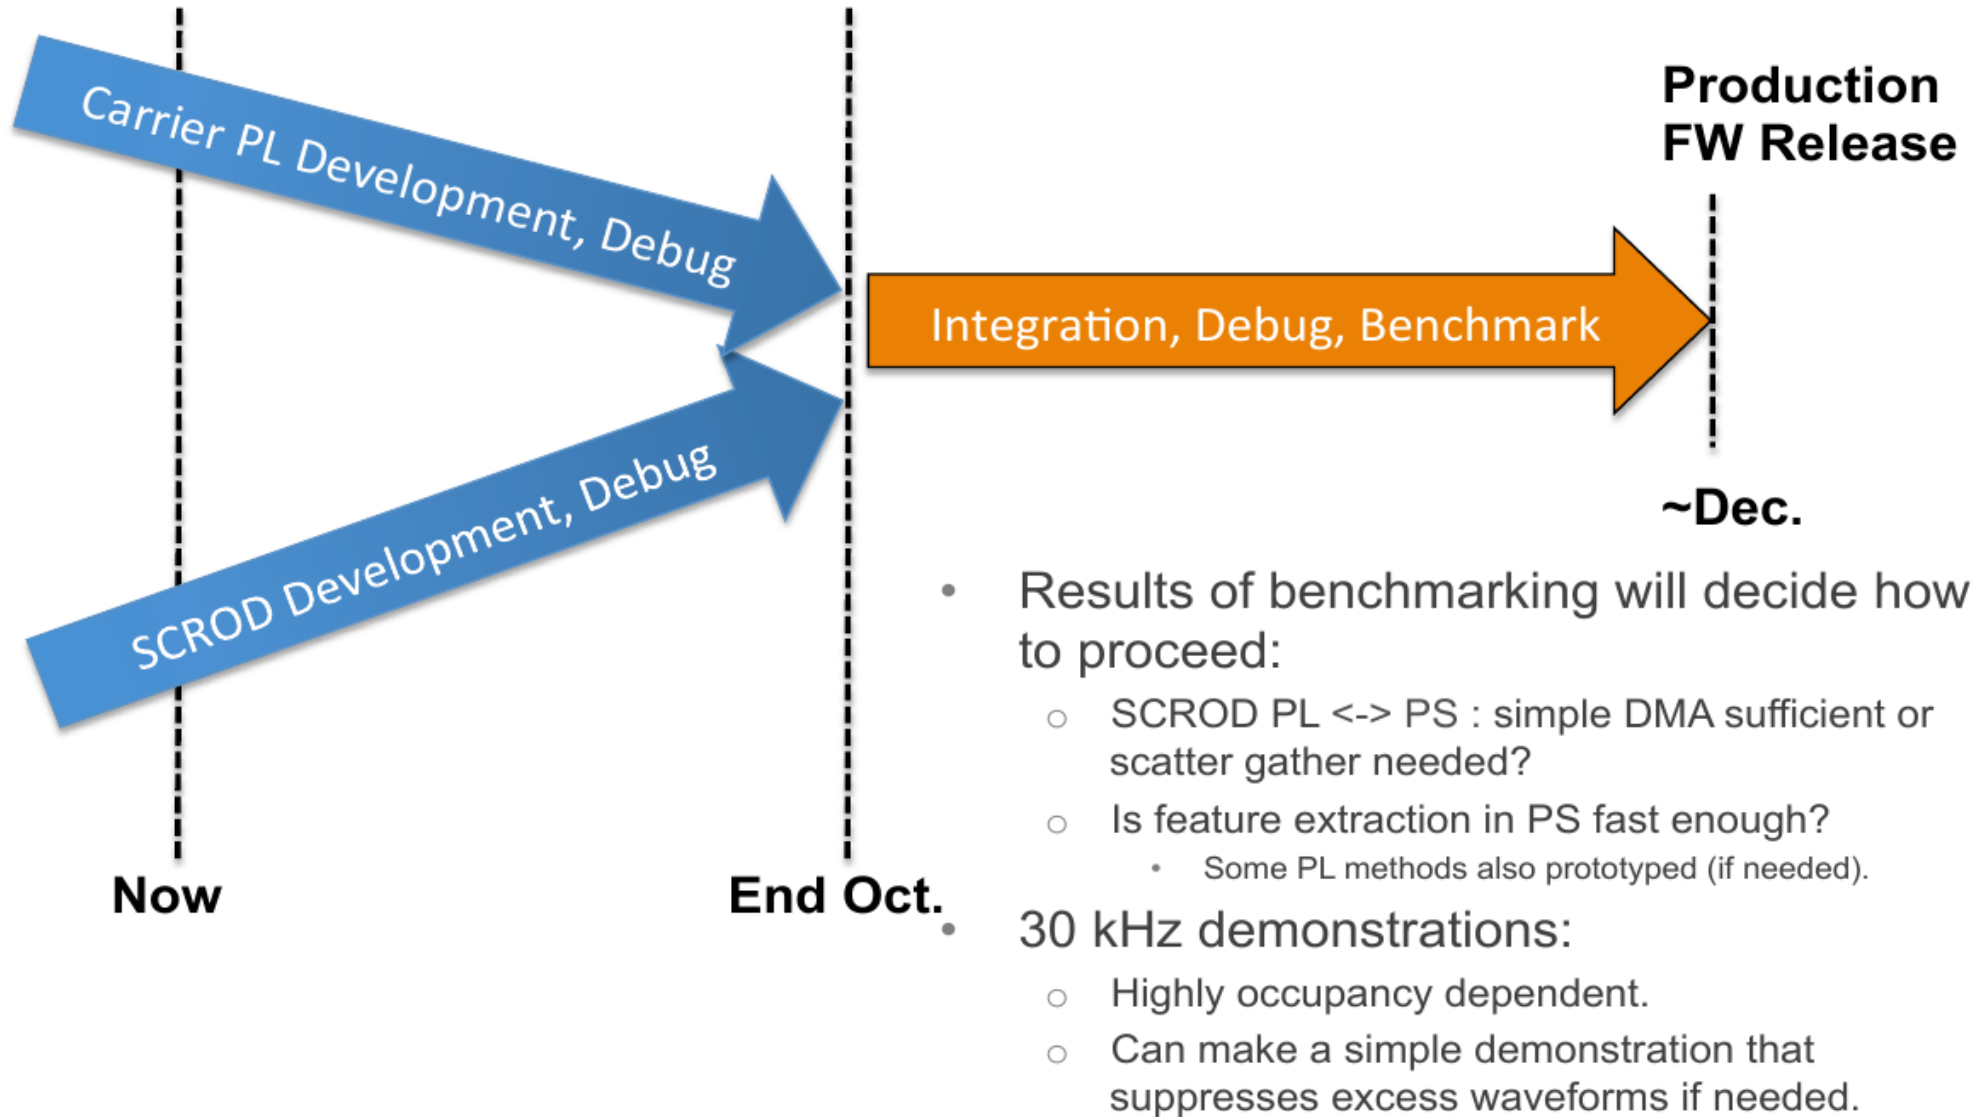 Carrier PL Development, Debug
SCROD Development, Debug
Integration, Debug, Benchmark
Production
FW Release
~Dec.
Now
End Oct.
• Results of benchmarking will decide how
to proceed:
○ SCROD PL <-> PS : simple DMA sufficient or
scatter gather needed?
○ Is feature extraction in PS fast enough?
• Some PL methods also prototyped (if needed).
• 30 kHz demonstrations:
○ Highly occupancy dependent.
○ Can make a simple demonstration that
suppresses excess waveforms if needed.